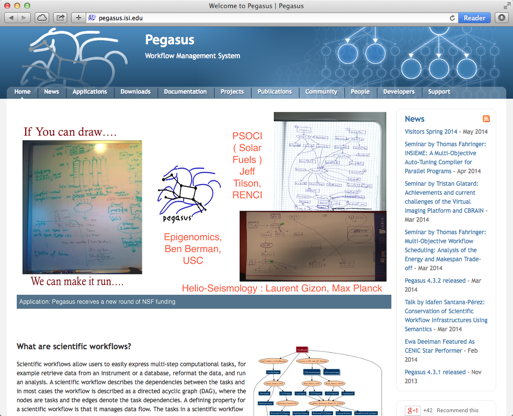 Welcome to Pegasus | Pegasus
pegasus.isi.edu
Reader
Pegasus
Workflow Management System
Home News Applications Downloads Documentation Projects Publications Community People Developers Support
If You can draw....
We can make it run....
pegasus
PSOCI
( Solar
Fuels )
Jeff
Tilson,
RENCI
Epigenomics,
Ben Berman,
USC
Helio-Seismology : Laurent Gizon, Max Planck
Application: Pegasus receives a new round of NSF funding
What are scientific workflows?
Scientific workflows allow users to easily express multi-step computational tasks, for
example retrieve data from an instrument or a database, reformat the data, and run
an analysis. A scientific workflow describes the dependencies between the tasks and
in most cases the workflow is described as a directed acyclic graph (DAG), where the
nodes are tasks and the edges denote the task dependencies. A defining property for
a scientific workflow is that it manages data flow. The tasks in a scientific workflow
News
Visitors Spring 2014 - May 2014
Seminar by Thomas Fahringer:
INSIEME: A Multi-Objective
Auto-Tuning Compiler for
Parallel Programs - Apr 2014
Seminar by Tristan Glatard:
Achievements and current
challenges of the Virtual
Imaging Platform and CBRAIN -
Mar 2014
Seminar by Thomas Fahringer:
Multi-Objective Workflow
Scheduling: Analysis of the
Energy and Makespan Trade-
off - Mar 2014
Pegasus 4.3.2 released - Mar
2014
Talk by Idafen Santana-Pérez:
Conservation of Scientific
Workflow Infrastructures Using
Semantics - Mar 2014
Ewa Deelman Featured As
CENIC Star Performer - Feb
2014
Pegasus 4.3.1 released - Nov
2013
+1 +42 Recommend this